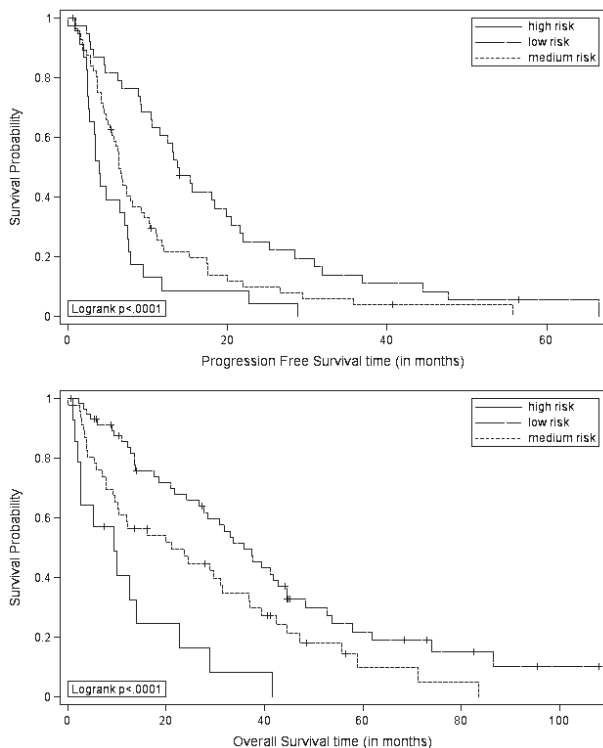 Survival Probability
1
0.8
0.6
0.4
0.2
0
high risk
low risk
medium risk
Logrank p<.0001
0 20 40 60
Progression Free Survival time (in months)
Survival Probability
1
0.8
0.6
0.4
0.2
0
high risk
low risk
medium risk
Logrank p<.0001
0 20 40 60 80 100
Overall Survival time (in months)